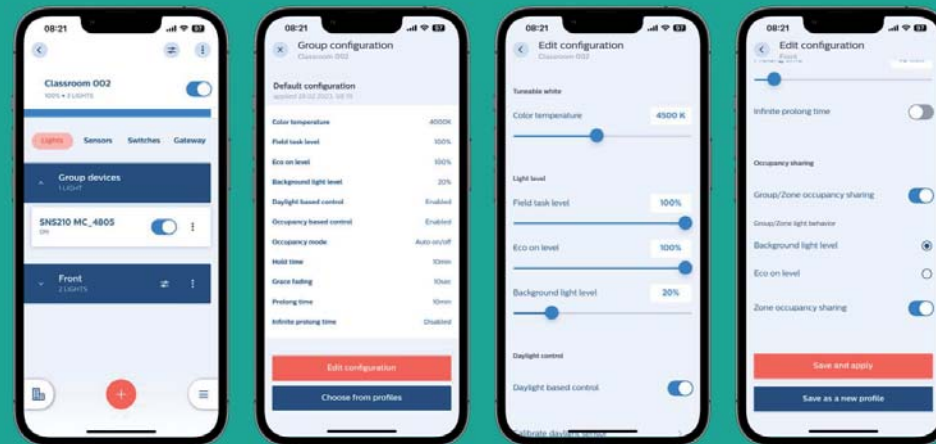 08:21
57
Classroom 002
100% • 3 LIGHTS
Lights Sensors Switches Gateway
Group devices
1 LIGHT
SNS210 MC_4805
ON
Front
2 LIGHTS
08:21
57
Group configuration
Classroom 002
Default configuration
Color temperature 4000K
Field task level 100%
Eco on level 100%
Background light level 20%
Daylight based control Enabled
Occupancy based control Enabled
Occupancy mode Auto on/off
Hold time 10min
Grace fading 10sec
Prolong time 10min
Infinite prolong time Disabled
Edit configuration
Choose from profiles
08:21
57
Edit configuration
Classroom 002
Tuneable white
Color temperature 4500 K
Light level
Field task level 100%
Eco on level 100%
Background light level 20%
Daylight control
Daylight based control
Calibrate daylight sensor
08:21
57
Edit configuration
Front
Infinite prolong time
Occupancy sharing
Group/Zone occupancy sharing
Group/Zone light behavior
Background light level
Eco on level
Zone occupancy sharing
Save and apply
Save as a new profile